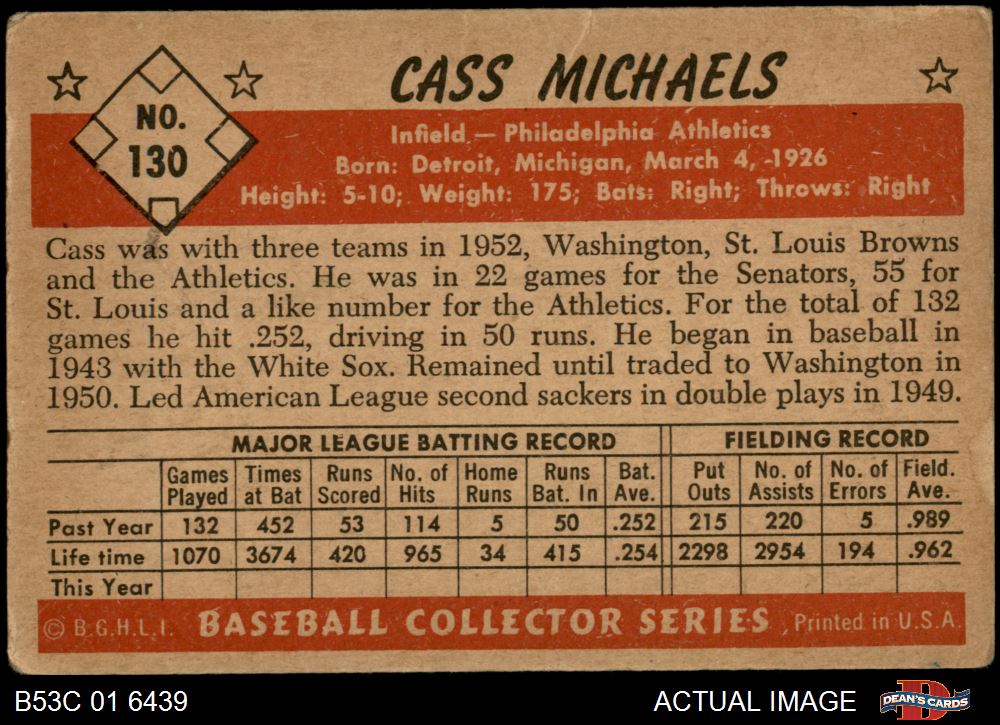 CASS MICHAELS
NO.
130
Infield — Philadelphia Athletics
Born: Detroit, Michigan, March 4, -1926
Height: 5-10; Weight: 175; Bats: Right; Throws: Right
Cass was with three teams in 1952, Washington, St. Louis Browns
and the Athletics. He was in 22 games for the Senators, 55 for
St. Louis and a like number for the Athletics. For the total of 132
games he hit .252, driving in 50 runs. He began in baseball in
1943 with the White Sox. Remained until traded to Washington in
1950. Led American League second sackers in double plays in 1949.
MAJOR LEAGUE BATTING RECORD FIELDING RECORD
Games Times Runs No. of Home Runs Bat. Put No. of No. of Field.
Played at Bat Scored Hits Runs Bat. In Ave. Outs Assists Errors Ave.
Past Year 132 452 53 114 5 50 .252 215 220 5 .989
Life time 1070 3674 420 965 34 415 .254 2298 2954 194 .962
This Year
© B.G.H.L.I. BASEBALL COLLECTOR SERIES Printed in U.S.A.
B53C 01 6439 ACTUAL IMAGE DEAN'S CARDS